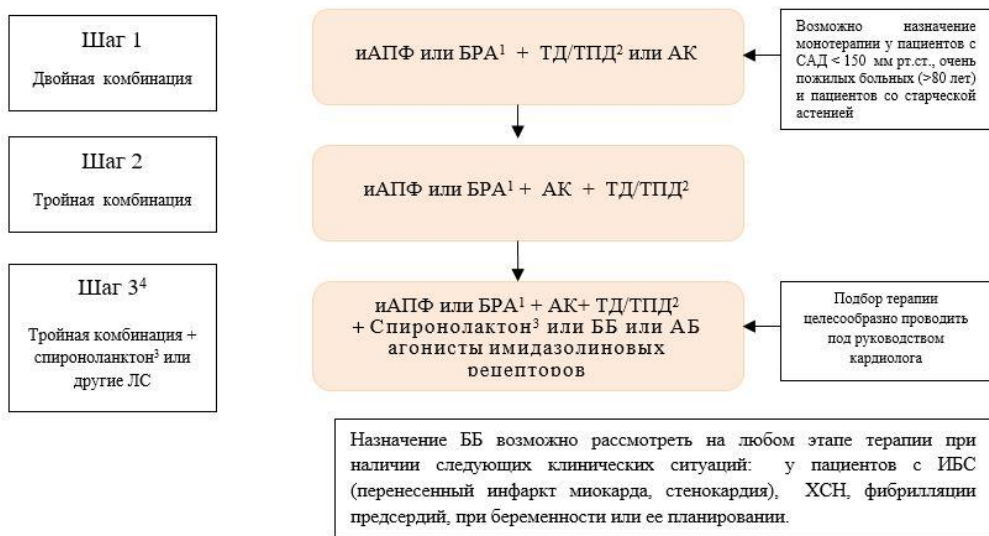 Шаг 1
Двойная комбинация
иАПФ или БРА¹ + ТД/ТПД² или АК
Возможно назначение
монотерапии у пациентов с
САД < 150 мм рт.ст., очень
пожилых больных (>80 лет)
и пациентов со старческой
астенией
Шаг 2
Тройная комбинация
иАПФ или БРА¹ + АК + ТД/ТПД²
Шаг 3⁴
Тройная комбинация +
спироноланктон³ или
другие ЛС
иАПФ или БРА¹ + АК+ ТД/ТПД²
+ Спиронолактон³ или ББ или АБ
агонисты имидазолиновых
рецепторов
Подбор терапии
целесообразно проводить
под руководством
кардиолога
Назначение ББ возможно рассмотреть на любом этапе терапии при
наличии следующих клинических ситуаций: у пациентов с ИБС
(перенесенный инфаркт миокарда, стенокардия), ХСН, фибрилляции
предсердий, при беременности или ее планировании.